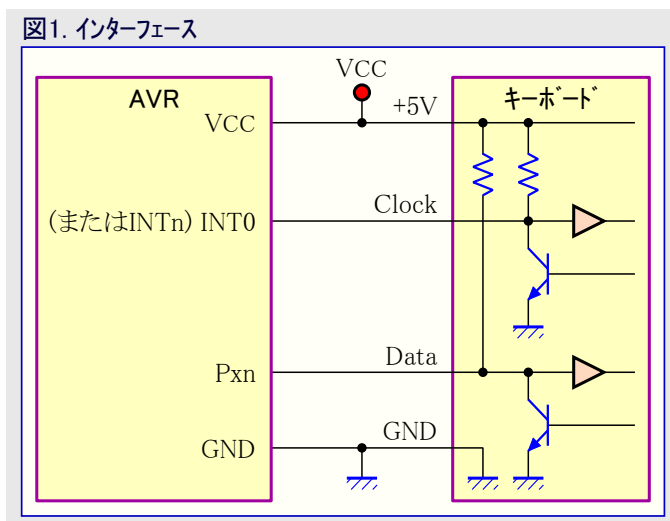 図1. インターフェース
VCC
AVR
キーボード
VCC
+5V
(またはINTn) INT0
Clock
Pxn
Data
GND
GND